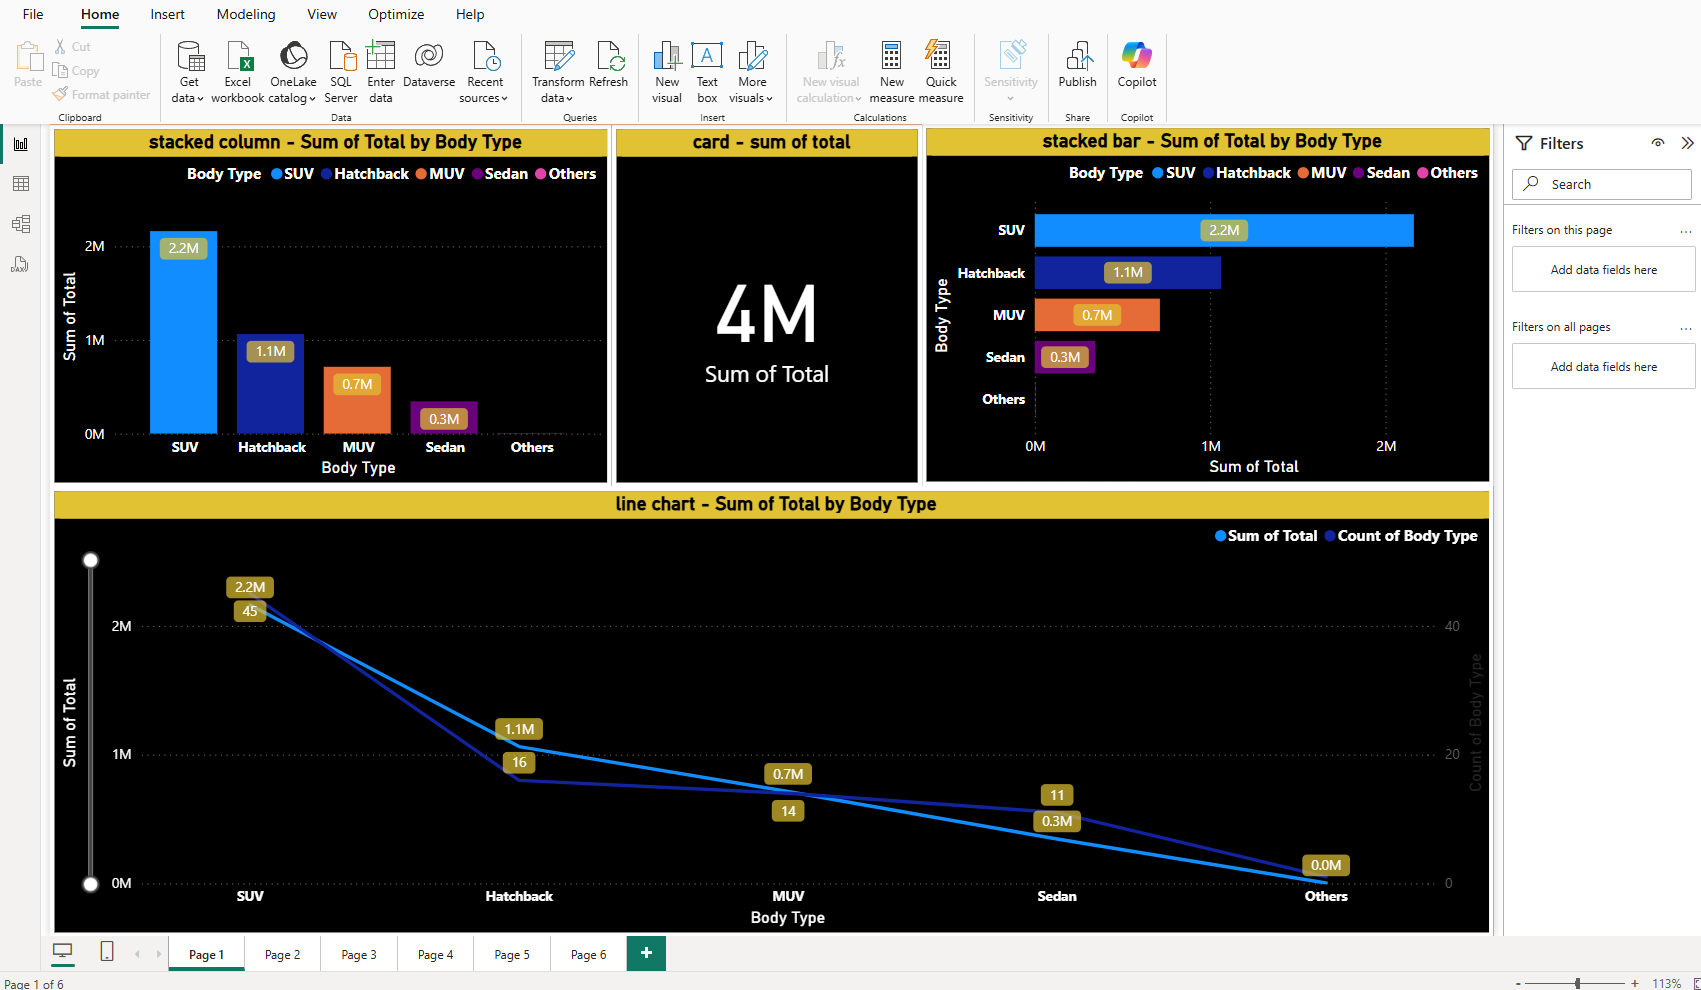 File Home Insert Modeling View Optimize Help
Paste
Cut
Copy
Format painter
Clipboard
Get data
Excel workbook
OneLake catalog
SQL Server
Enter data
Dataverse
Recent sources
Data
Transform data
Refresh
Queries
New visual
Text box
More visuals
Insert
New visual calculation
New measure
Quick measure
Calculations
Sensitivity
Sensitivity
Publish
Share
Copilot
Copilot
stacked column - Sum of Total by Body Type
Body Type SUV Hatchback MUV Sedan Others
Sum of Total
2M
1M
0M
2.2M
1.1M
0.7M
0.3M
SUV Hatchback MUV Sedan Others
Body Type
card - sum of total
4M
Sum of Total
stacked bar - Sum of Total by Body Type
Body Type SUV Hatchback MUV Sedan Others
Body Type
SUV 2.2M
Hatchback 1.1M
MUV 0.7M
Sedan 0.3M
Others
0M 1M 2M
Sum of Total
line chart - Sum of Total by Body Type
Sum of Total Count of Body Type
Sum of Total
2M
1M
0M
2.2M
45
1.1M
16
0.7M
14
11
0.3M
0.0M
40
20
0
Count of Body Type
SUV Hatchback MUV Sedan Others
Body Type
Filters
Search
Filters on this page ...
Add data fields here
Filters on all pages ...
Add data fields here
DAX
Page 1 Page 2 Page 3 Page 4 Page 5 Page 6 +
Page 1 of 6
- + 113%